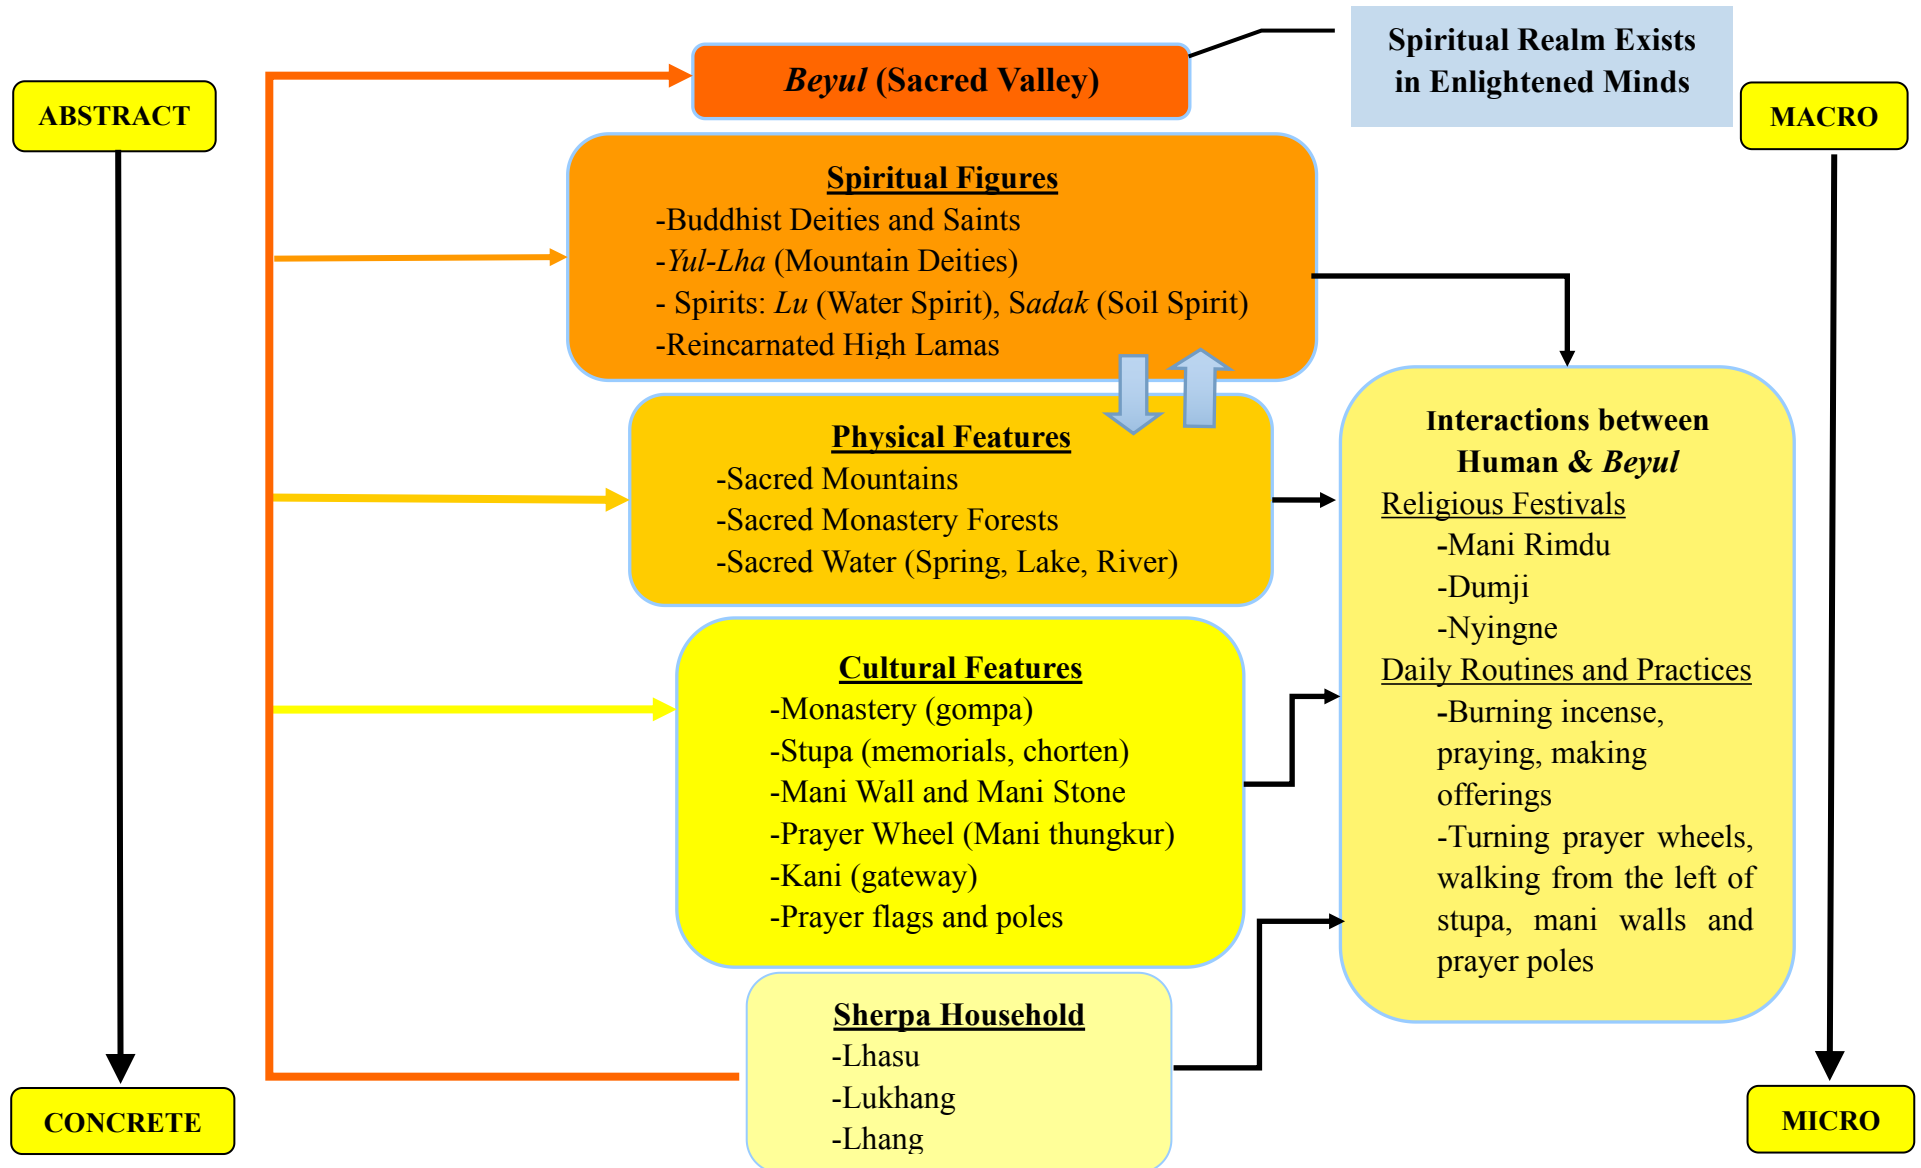 Spiritual Realm Exists
in Enlightened Minds
Beyul (Sacred Valley)
ABSTRACT
MACRO
Spiritual Figures
-Buddhist Deities and Saints
-Yul-Lha (Mountain Deities)
- Spirits: Lu (Water Spirit), Sadak (Soil Spirit)
-Reincarnated High Lamas
Physical Features
-Sacred Mountains
-Sacred Monastery Forests
-Sacred Water (Spring, Lake, River)
Cultural Features
-Monastery (gompa)
-Stupa (memorials, chorten)
-Mani Wall and Mani Stone
-Prayer Wheel (Mani thungkur)
-Kani (gateway)
-Prayer flags and poles
Sherpa Household
-Lhasu
-Lukhang
-Lhang
Interactions between
Human & Beyul
Religious Festivals
-Mani Rimdu
-Dumji
-Nyingne
Daily Routines and Practices
-Burning incense,
praying, making
offerings
-Turning prayer wheels,
walking from the left of
stupa, mani walls and
prayer poles
CONCRETE
MICRO